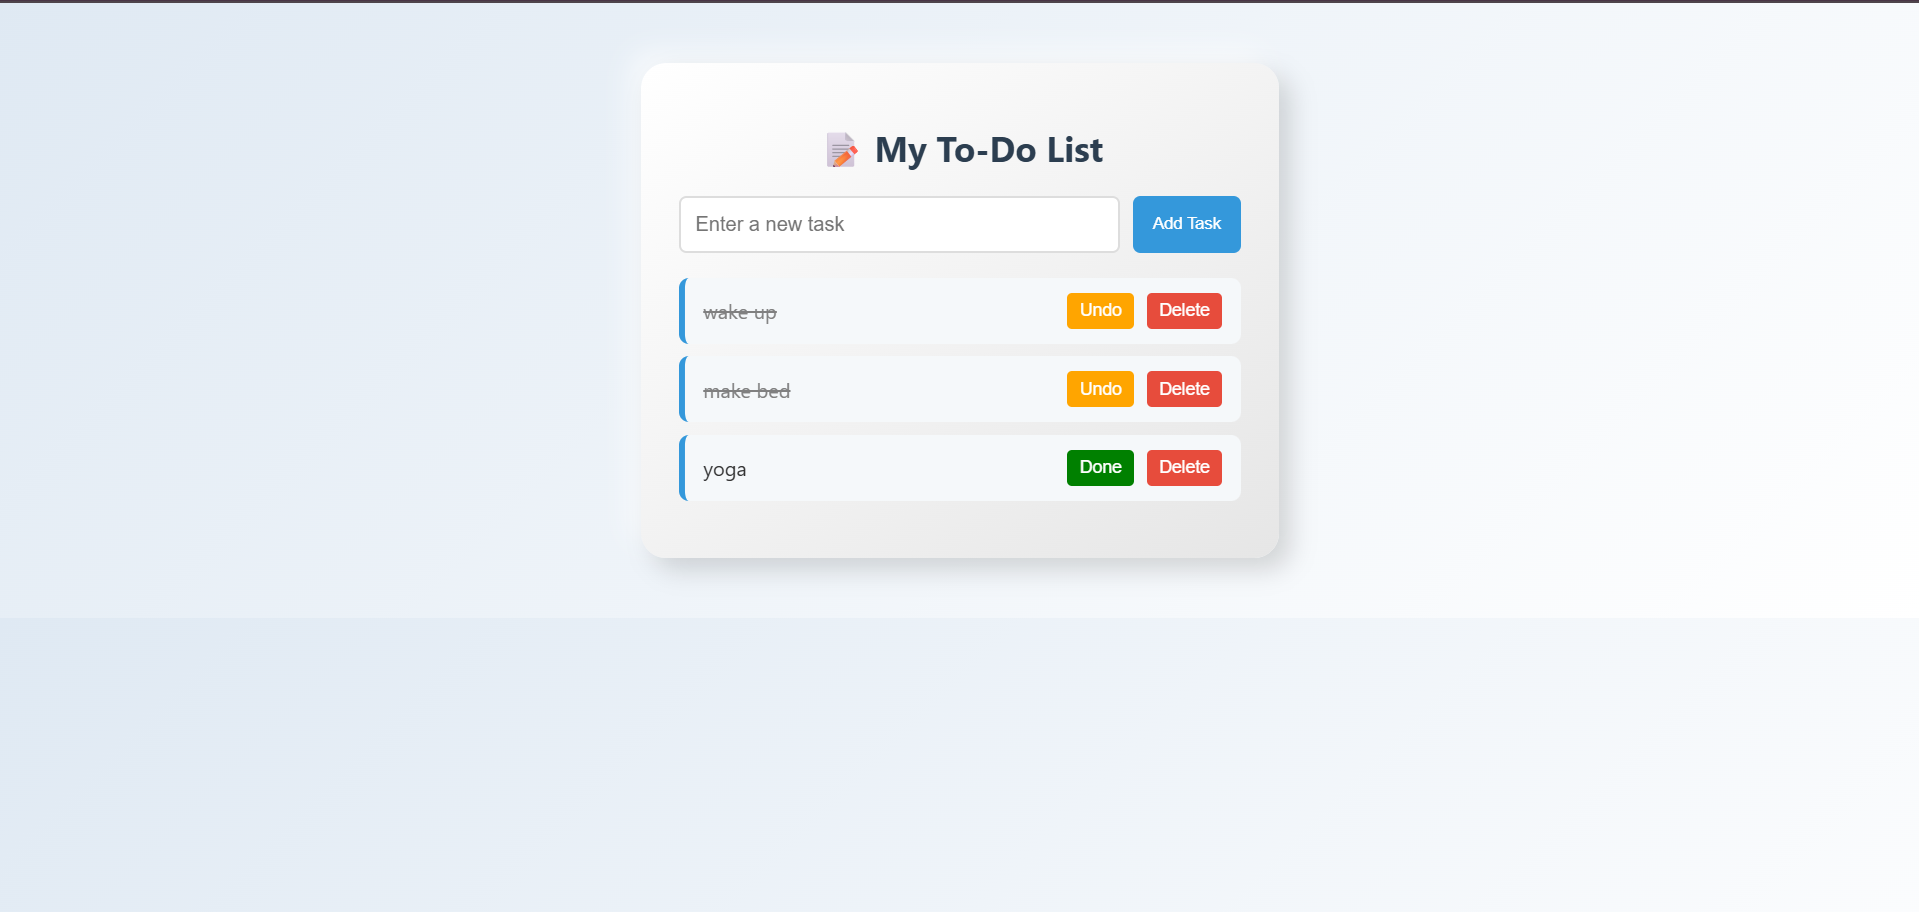 My To-Do List
Enter a new task
Add Task
wake up
Undo
Delete
make bed
Undo
Delete
yoga
Done
Delete